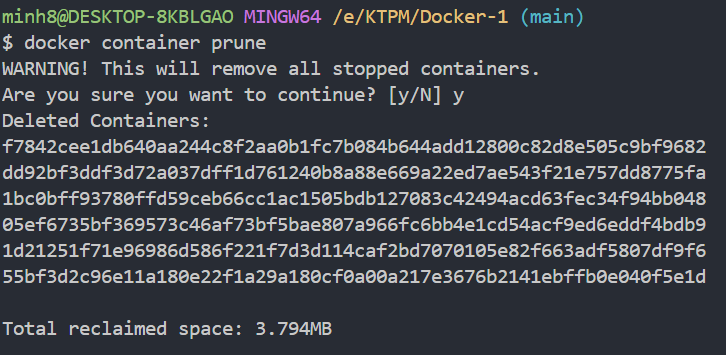 minh8@DESKTOP-8KBLGAO MINGW64 /e/KTPM/Docker-1 (main)
$ docker container prune
WARNING! This will remove all stopped containers.
Are you sure you want to continue? [y/N] y
Deleted Containers:
f7842cee1db640aa244c8f2aa0b1fc7b084b644add12800c82d8e505c9bf9682
dd92bf3ddf3d72a037dff1d761240b8a88e669a22ed7ae543f21e757dd8775fa
1bc0bff93780ffd59ceb66cc1ac1505bdb127083c42494acd63fec34f94bb048
05ef6735bf369573c46af73bf5bae807a966fc6bb4e1cd54acf9ed6eddf4bdb9
1d21251f71e96986d586f221f7d3d114caf2bd7070105e82f663adf5807df9f6
55bf3d2c96e11a180e22f1a29a180cf0a00a217e3676b2141ebffb0e040f5e1d
Total reclaimed space: 3.794MB